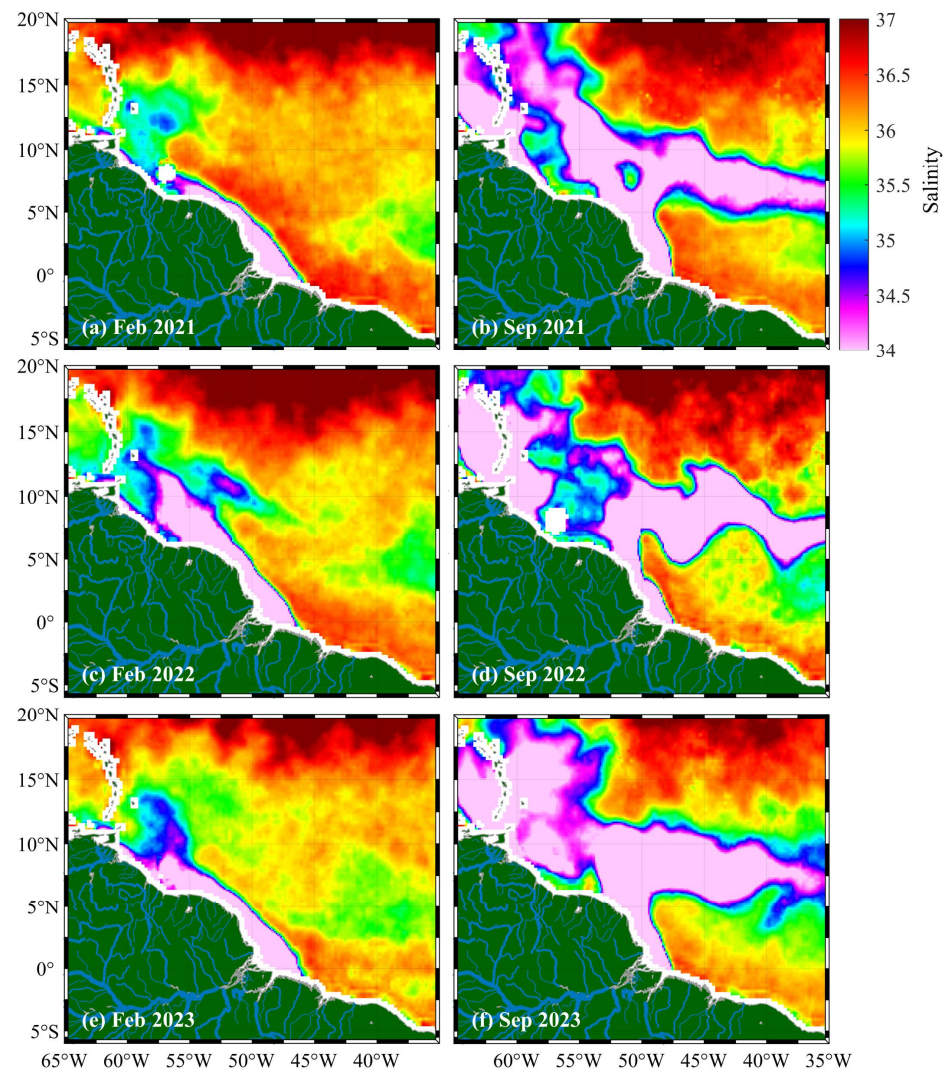 20°N
15°N
10°N
5°N
0°
5°S
(a) Feb 2021
(b) Sep 2021
37
36.5
36
35.5
35
34.5
34
Salinity
20°N
15°N
10°N
5°N
0°
5°S
(c) Feb 2022
(d) Sep 2022
20°N
15°N
10°N
5°N
0°
5°S
(e) Feb 2023
(f) Sep 2023
65°W 60°W 55°W 50°W 45°W 40°W
60°W 55°W 50°W 45°W 40°W 35°W